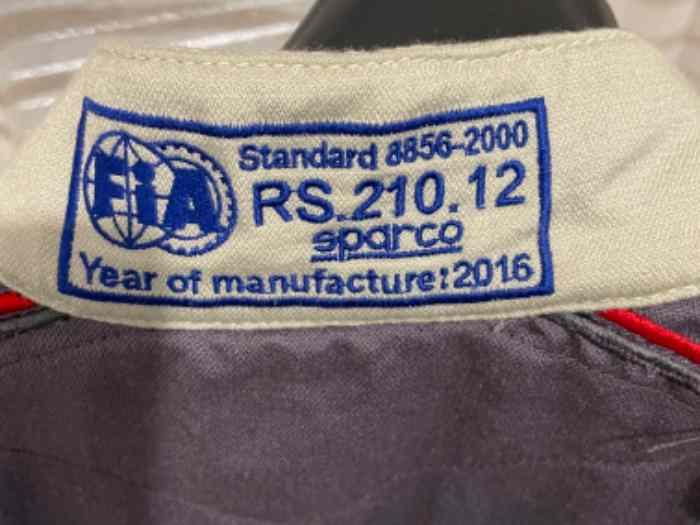 FiA
Standard 8856-2000
RS.210.12
sparco
Year of manufacture:2016